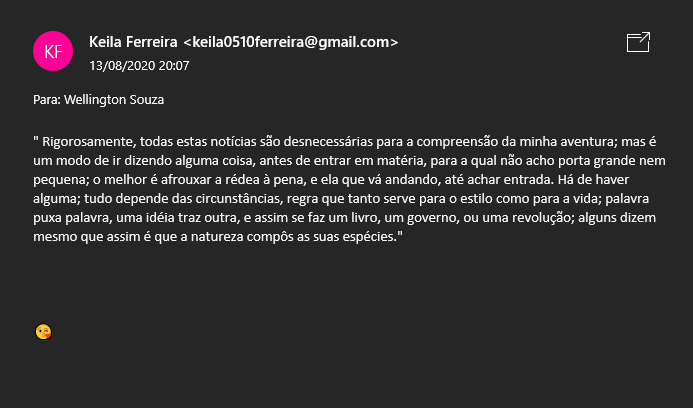 KF
Keila Ferreira <keila0510ferreira@gmail.com>
13/08/2020 20:07
Para: Wellington Souza
" Rigorosamente, todas estas notícias são desnecessárias para a compreensão da minha aventura; mas é
um modo de ir dizendo alguma coisa, antes de entrar em matéria, para a qual não acho porta grande nem
pequena; o melhor é afrouxar a rédea à pena, e ela que vá andando, até achar entrada. Há de haver
alguma; tudo depende das circunstâncias, regra que tanto serve para o estilo como para a vida; palavra
puxa palavra, uma idéia traz outra, e assim se faz um livro, um governo, ou uma revolução; alguns dizem
mesmo que assim é que a natureza compôs as suas espécies."
😘